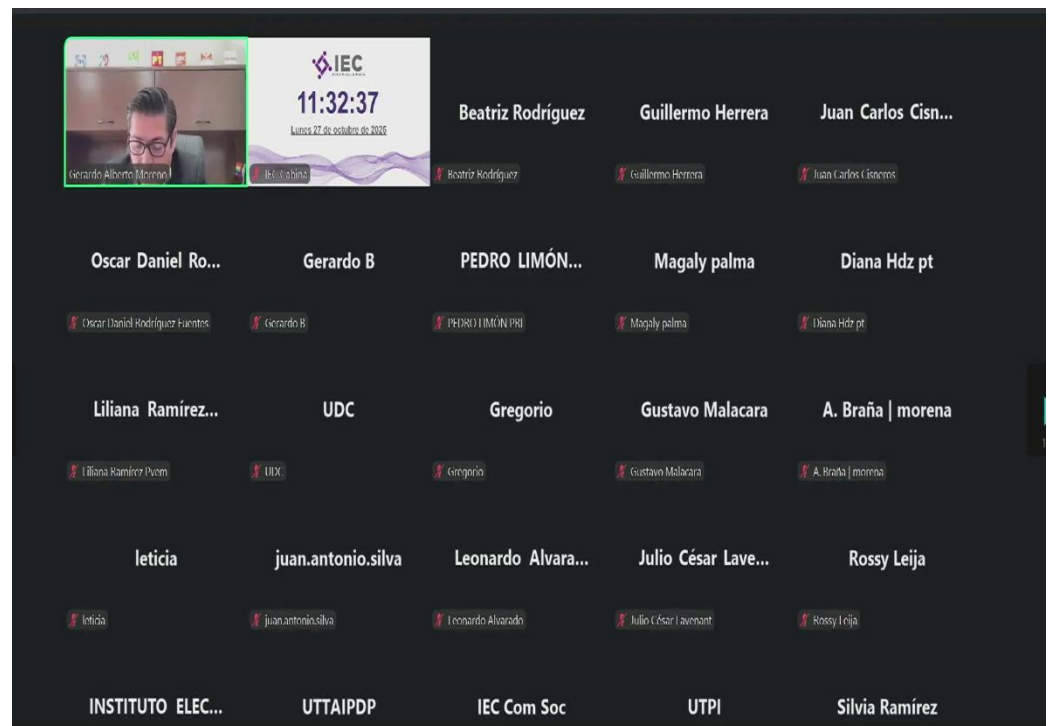 PT
IEC
11:32:37
Lunes 27 de octubre de 2025
Gerardo Alberto Moreno
IEC Cabina
Beatriz Rodríguez
Guillermo Herrera
Juan Carlos Cisn...
Beatriz Rodríguez
Guillermo Herrera
Juan Carlos Cisneros
Oscar Daniel Ro...
Gerardo B
PEDRO LIMÓN...
Magaly palma
Diana Hdz pt
Oscar Daniel Rodríguez Fuentes
Gerardo B
PEDRO LIMÓN PRI
Magaly palma
Diana Hdz pt
Liliana Ramírez...
UDC
Gregorio
Gustavo Malacara
A. Braña | morena
Liliana Ramírez Pvem
UDC
Gregorio
Gustavo Malacara
A. Braña | morena
leticia
juan.antonio.silva
Leonardo Alvara...
Julio César Lave...
Rossy Leija
leticia
juan.antonio.silva
Leonardo Alvarado
Julio César Lavenant
Rossy Leija
INSTITUTO ELEC...
UTTAIPDP
IEC Com Soc
UTPI
Silvia Ramírez